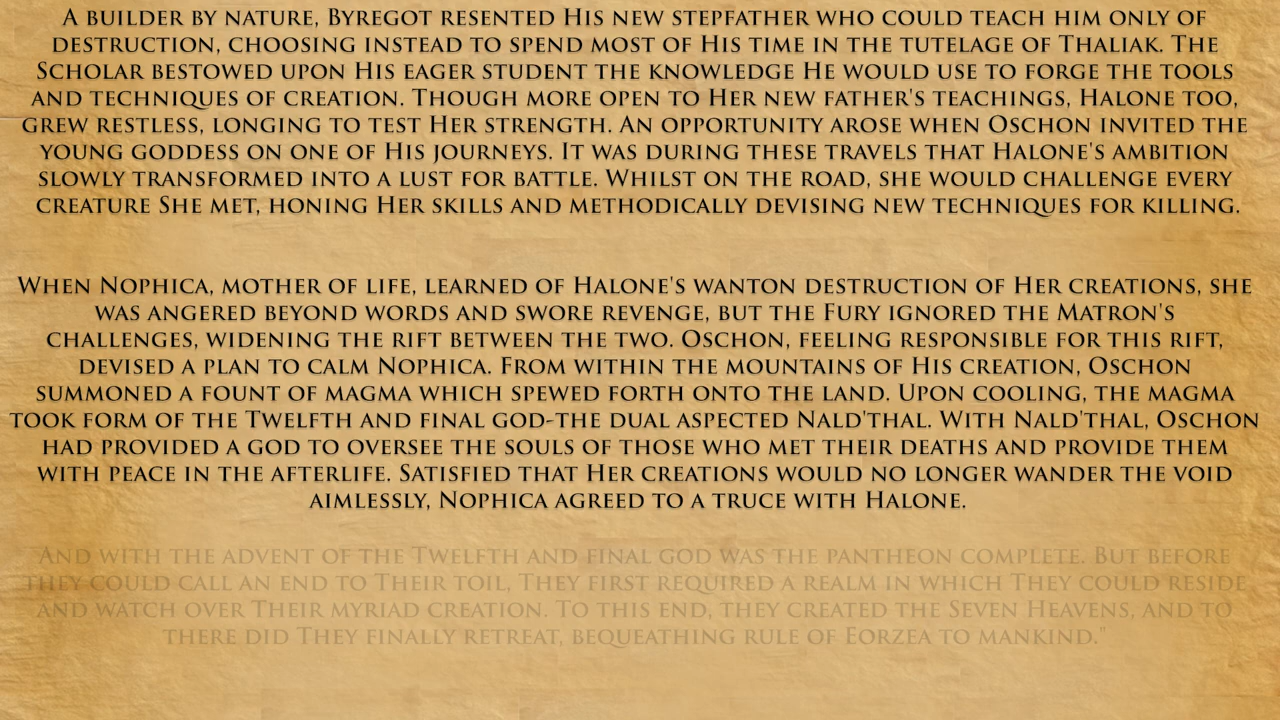 A builder by nature, Byregot resented His new stepfather who could teach him only of
destruction, choosing instead to spend most of His time in the tutelage of Thaliak. The
Scholar bestowed upon His eager student the knowledge He would use to forge the tools
and techniques of creation. Though more open to Her new father's teachings, Halone too,
grew restless, longing to test Her strength. An opportunity arose when Oschon invited the
young goddess on one of His journeys. It was during these travels that Halone's ambition
slowly transformed into a lust for battle. Whilst on the road, she would challenge every
creature She met, honing Her skills and methodically devising new techniques for killing.
When Nophica, mother of life, learned of Halone's wanton destruction of Her creations, she
was angered beyond words and swore revenge, but the Fury ignored the Matron's
challenges, widening the rift between the two. Oschon, feeling responsible for this rift,
devised a plan to calm Nophica. From within the mountains of His creation, Oschon
summoned a fount of magma which spewed forth onto the land. Upon cooling, the magma
took form of the Twelfth and final god-the dual aspected Nald'thal. With Nald'thal, Oschon
had provided a god to oversee the souls of those who met their deaths and provide them
with peace in the afterlife. Satisfied that Her creations would no longer wander the void
aimlessly, Nophica agreed to a truce with Halone.
And with the advent of the Twelfth and final god was the pantheon complete. But before
they could call an end to Their toil, They first required a realm in which They could reside
and watch over Their myriad creation. To this end, they created the Seven Heavens, and to
there did They finally retreat, bequeathing rule of Eorzea to mankind."